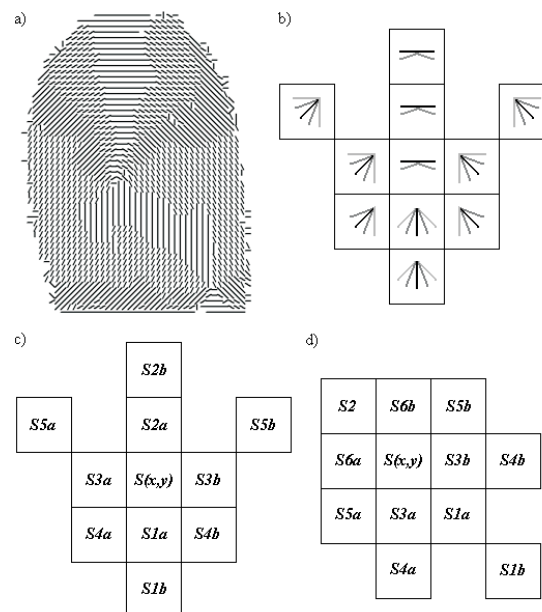 a)
b)
c)
S2b
S5a S2a S5b
S3a S(x,y) S3b
S4a S1a S4b
S1b
d)
S2 S6b S5b
S6a S(x,y) S3b S4b
S5a S3a S1a
S4a S1b